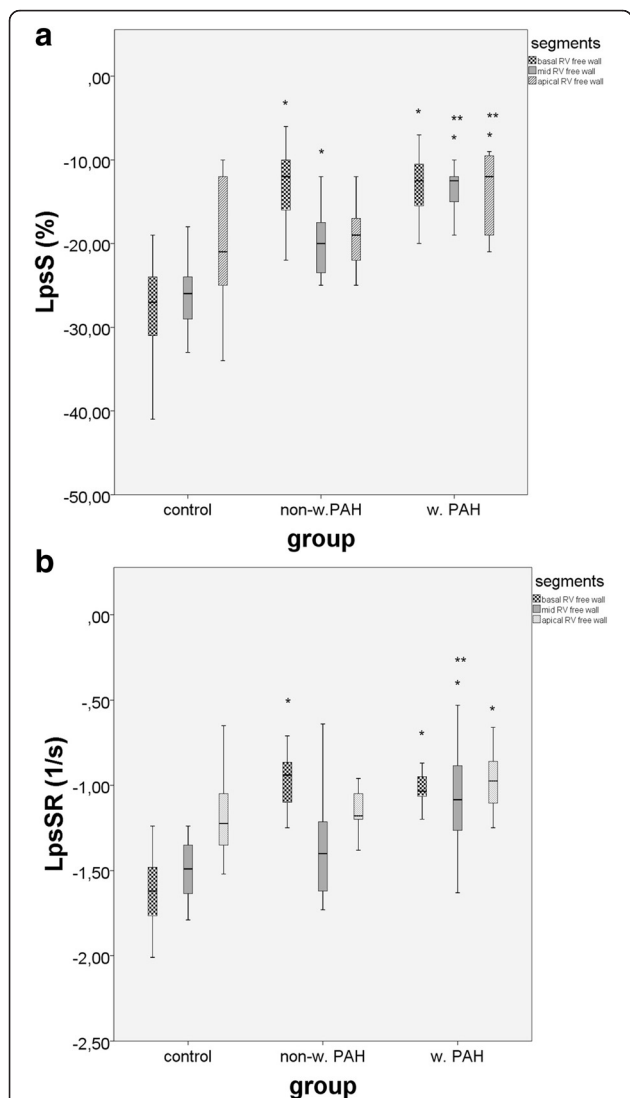 a
segments
basal RV free wall
mid RV free wall
apical RV free wall
,00
-10,00
-20,00
-30,00
-40,00
-50,00
LpsS (%)
* * ** **
* * *
control non-w.PAH w. PAH
group
b
segments
basal RV free wall
mid RV free wall
apical RV free wall
,00
-,50
-1,00
-1,50
-2,00
-2,50
LpsSR (1/s)
**
* * * *
control non-w. PAH w. PAH
group